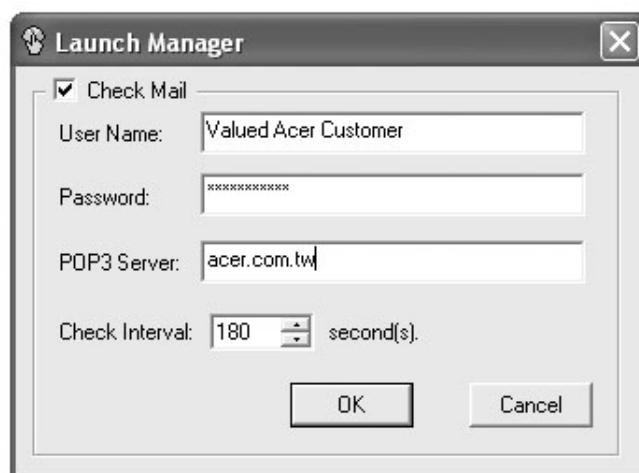 Launch Manager
Check Mail
User Name: Valued Acer Customer
Password: ***********
POP3 Server: acer.com.tw
Check Interval: 180 second(s).
OK Cancel